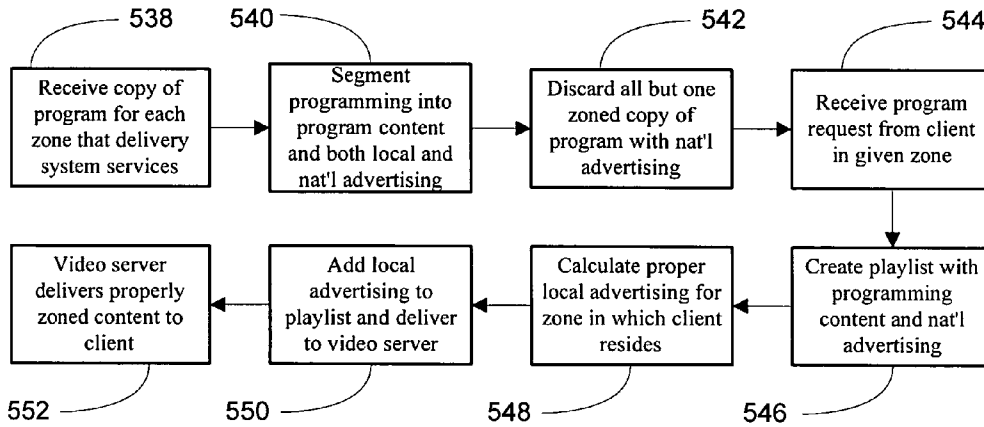 538
540
542
544
Receive copy of
program for each
zone that delivery
system services
Segment
programming into
program content
and both local and
nat'l advertising
Discard all but one
zoned copy of
program with nat'l
advertising
Receive program
request from client
in given zone
Create playlist with
programming
content and nat'l
advertising
Calculate proper
local advertising for
zone in which client
resides
Add local
advertising to
playlist and deliver
to video server
Video server
delivers properly
zoned content to
client
552
550
548
546